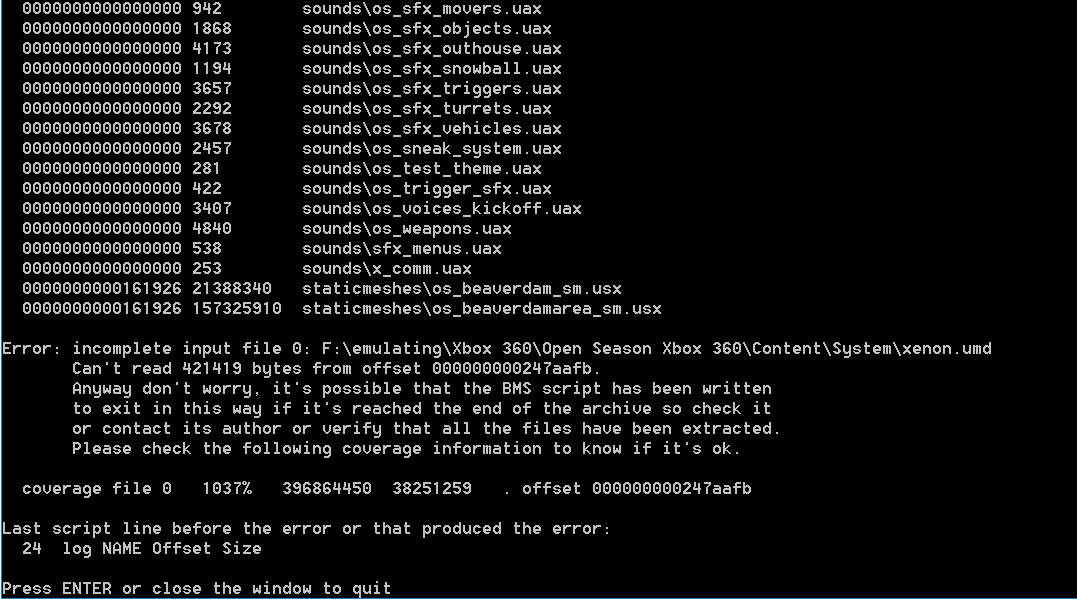 0000000000000000 942        sounds\os_sfx_movers.uax
0000000000000000 1868       sounds\os_sfx_objects.uax
0000000000000000 4173       sounds\os_sfx_outhouse.uax
0000000000000000 1194       sounds\os_sfx_snowball.uax
0000000000000000 3657       sounds\os_sfx_triggers.uax
0000000000000000 2292       sounds\os_sfx_turrets.uax
0000000000000000 3678       sounds\os_sfx_vehicles.uax
0000000000000000 2457       sounds\os_sneak_system.uax
0000000000000000 281        sounds\os_test_theme.uax
0000000000000000 422        sounds\os_trigger_sfx.uax
0000000000000000 3407       sounds\os_voices_kickoff.uax
0000000000000000 4840       sounds\os_weapons.uax
0000000000000000 538        sounds\sfx_menus.uax
0000000000000000 253        sounds\x_comm.uax
0000000000161926 21388340   staticmeshes\os_beaverdam_sm.usx
0000000000161926 157325910  staticmeshes\os_beaverdamarea_sm.usx
Error: incomplete input file 0: F:\emulating\Xbox 360\Open Season Xbox 360\Content\System\xenon.umd
Can't read 421419 bytes from offset 000000000247aafb.
Anyway don't worry, it's possible that the BMS script has been written
to exit in this way if it's reached the end of the archive so check it
or contact its author or verify that all the files have been extracted.
Please check the following coverage information to know if it's ok.
coverage file 0   1037%   396864450  38251259   . offset 000000000247aafb
Last script line before the error or that produced the error:
24  log NAME Offset Size
Press ENTER or close the window to quit